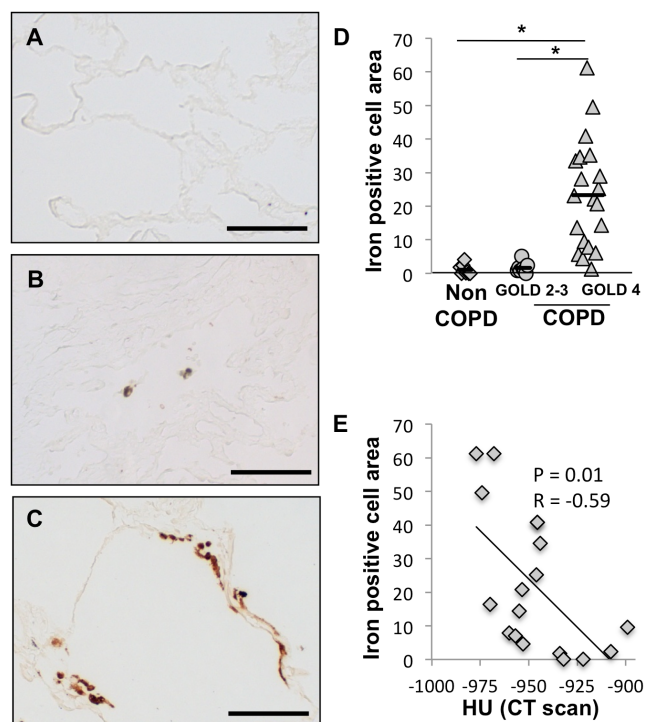 A
B
C
D
*
*
Iron positive cell area
70
60
50
40
30
20
10
0
Non
COPD
GOLD 2-3
GOLD 4
COPD
E
Iron positive cell area
70
60
50
40
30
20
10
0
P = 0.01
R = -0.59
-1000
-975
-950
-925
-900
HU (CT scan)